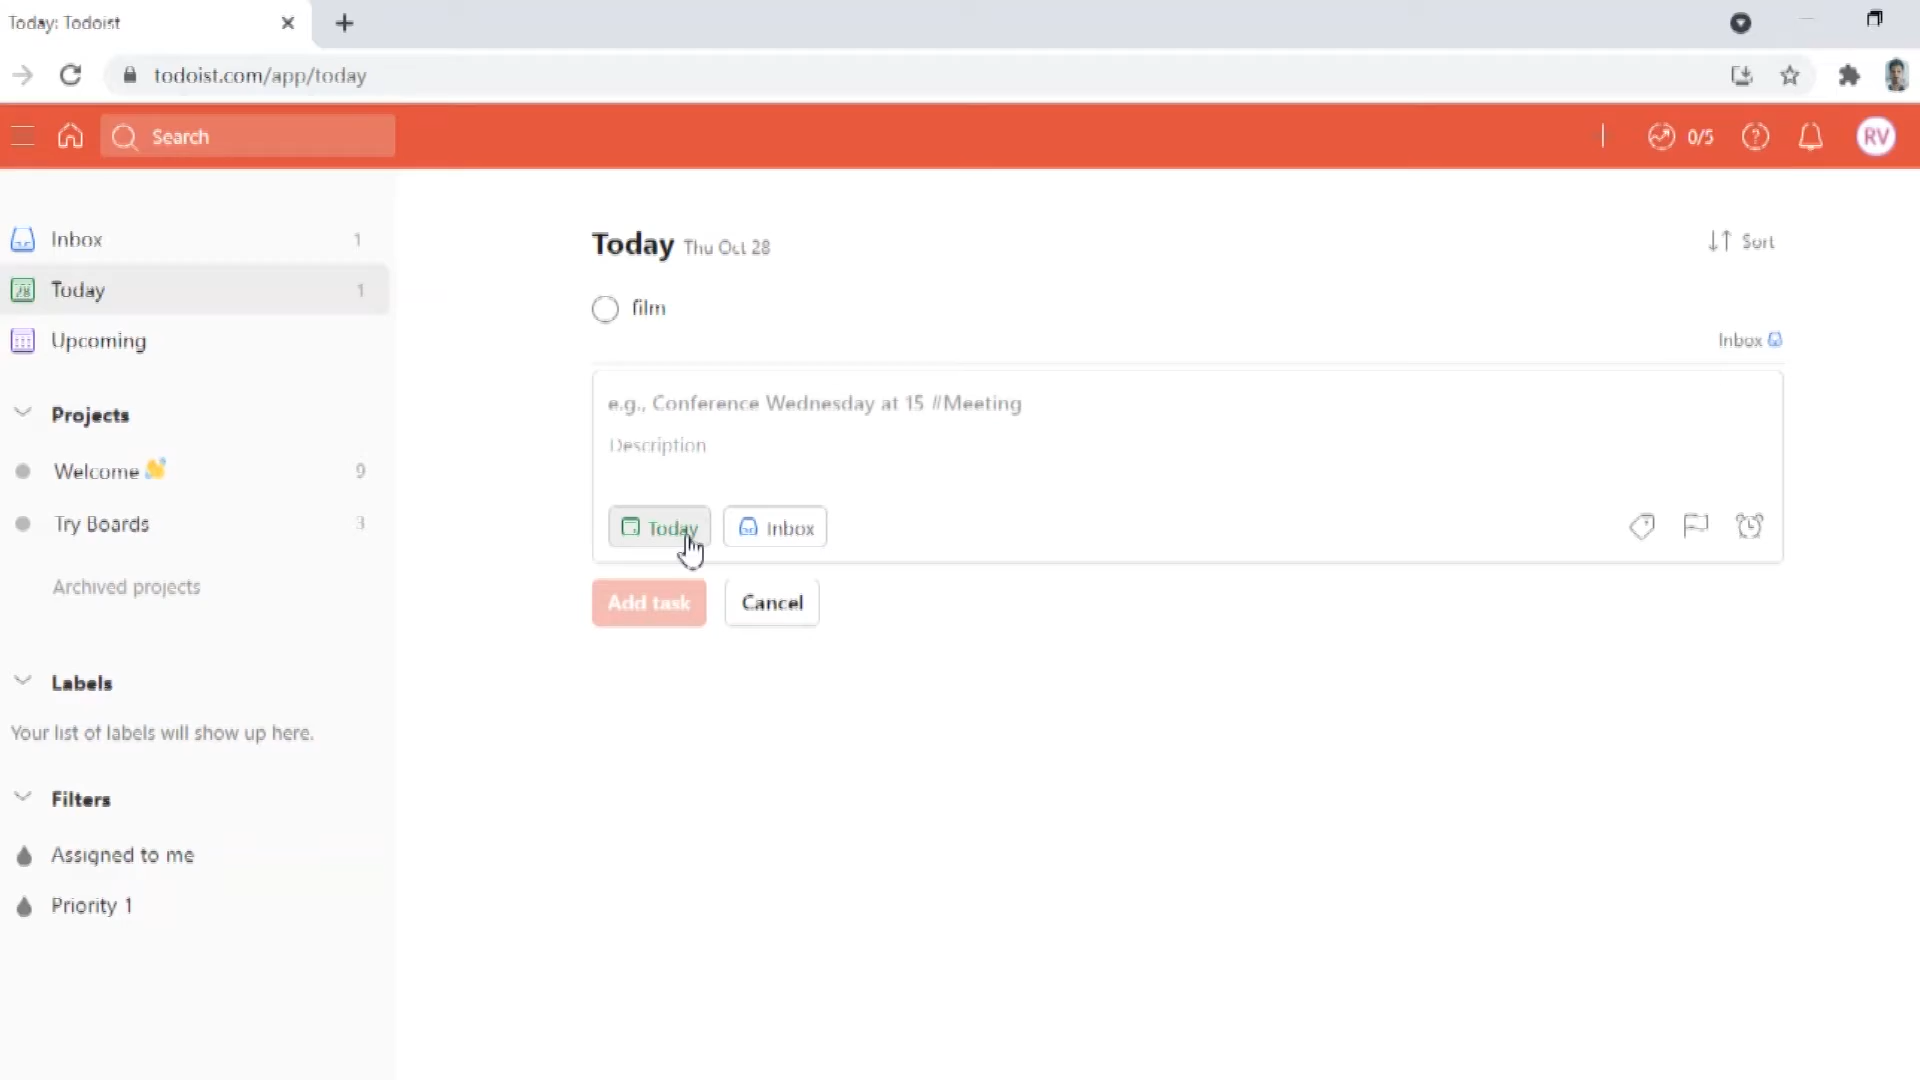 Today: Todoist
todoist.com/app/today
Search
0/5
RV
Inbox 1
28 Today 1
Upcoming
Projects
Welcome 👋 9
Try Boards 3
Archived projects
Labels
Your list of labels will show up here.
Filters
Assigned to me
Priority 1
Today Thu Oct 28
Sort
film
Inbox
e.g., Conference Wednesday at 15 #Meeting
Description
Today Inbox
Add task Cancel